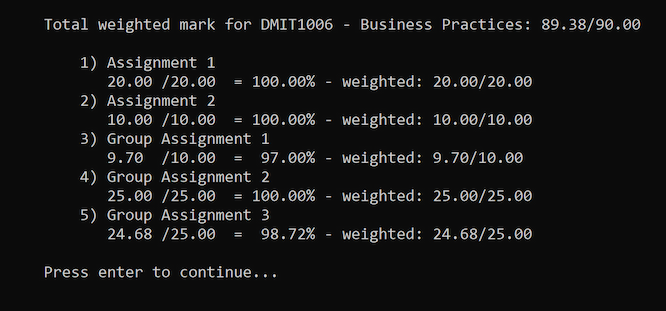 Total weighted mark for DMIT1006 - Business Practices: 89.38/90.00
1) Assignment 1
20.00 /20.00  = 100.00% - weighted: 20.00/20.00
2) Assignment 2
10.00 /10.00  = 100.00% - weighted: 10.00/10.00
3) Group Assignment 1
9.70  /10.00  =  97.00% - weighted: 9.70/10.00
4) Group Assignment 2
25.00 /25.00  = 100.00% - weighted: 25.00/25.00
5) Group Assignment 3
24.68 /25.00  =  98.72% - weighted: 24.68/25.00
Press enter to continue...